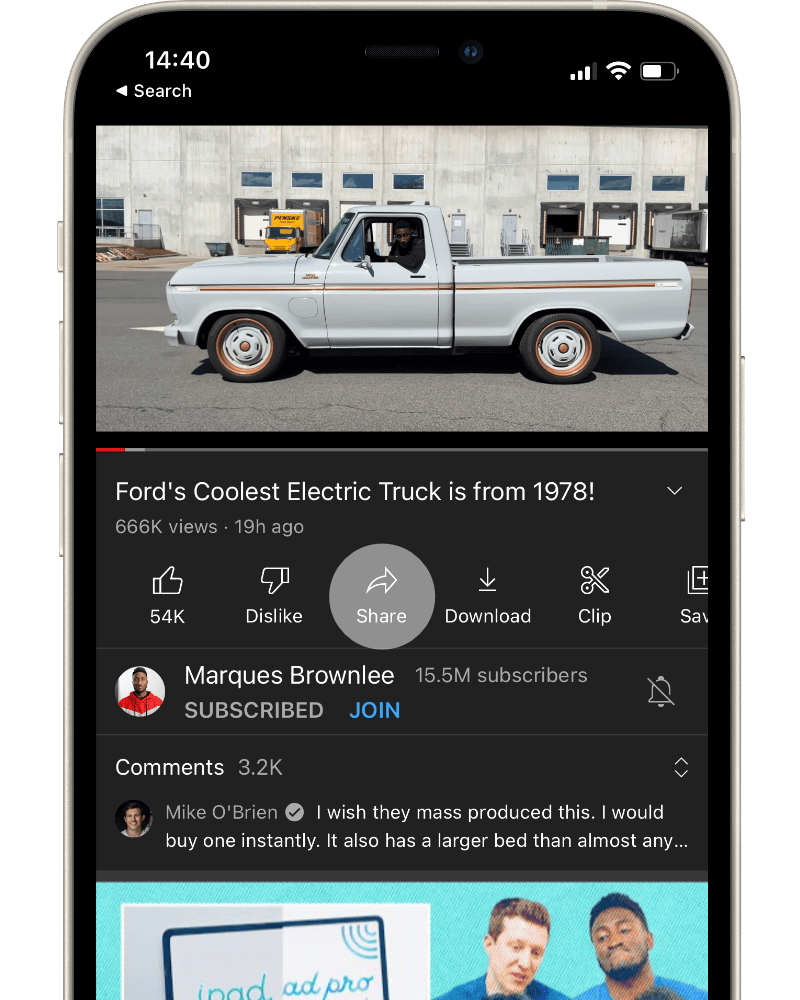 14:40
◀ Search
PENSKE
Ford's Coolest Electric Truck is from 1978!
666K views · 19h ago
54K
Dislike
Share
Download
Clip
Sav
Marques Brownlee 15.5M subscribers
SUBSCRIBED JOIN
Comments 3.2K
Mike O'Brien I wish they mass produced this. I would
buy one instantly. It also has a larger bed than almost any...
ipad ad pro